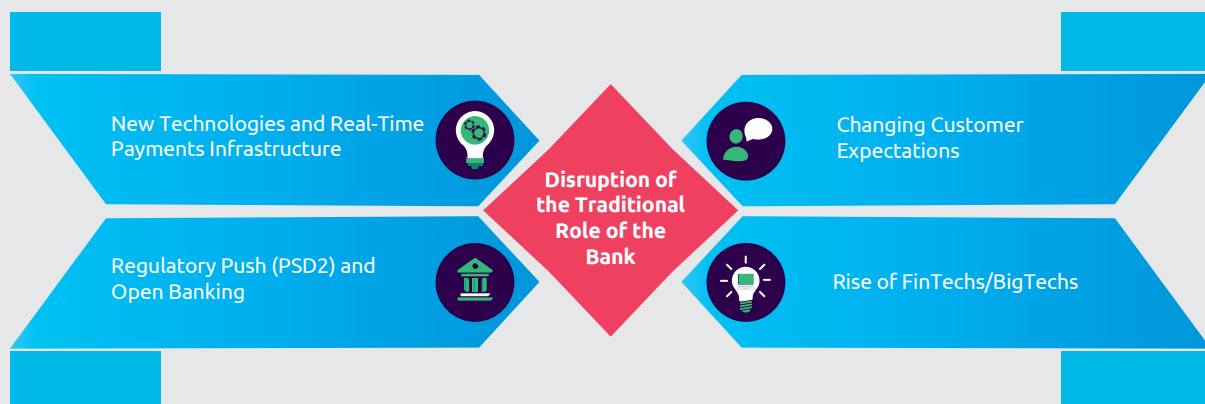 New Technologies and Real-Time
Payments Infrastructure
Changing Customer
Expectations
Disruption of
the Traditional
Role of the
Bank
Regulatory Push (PSD2) and
Open Banking
Rise of FinTechs/BigTechs